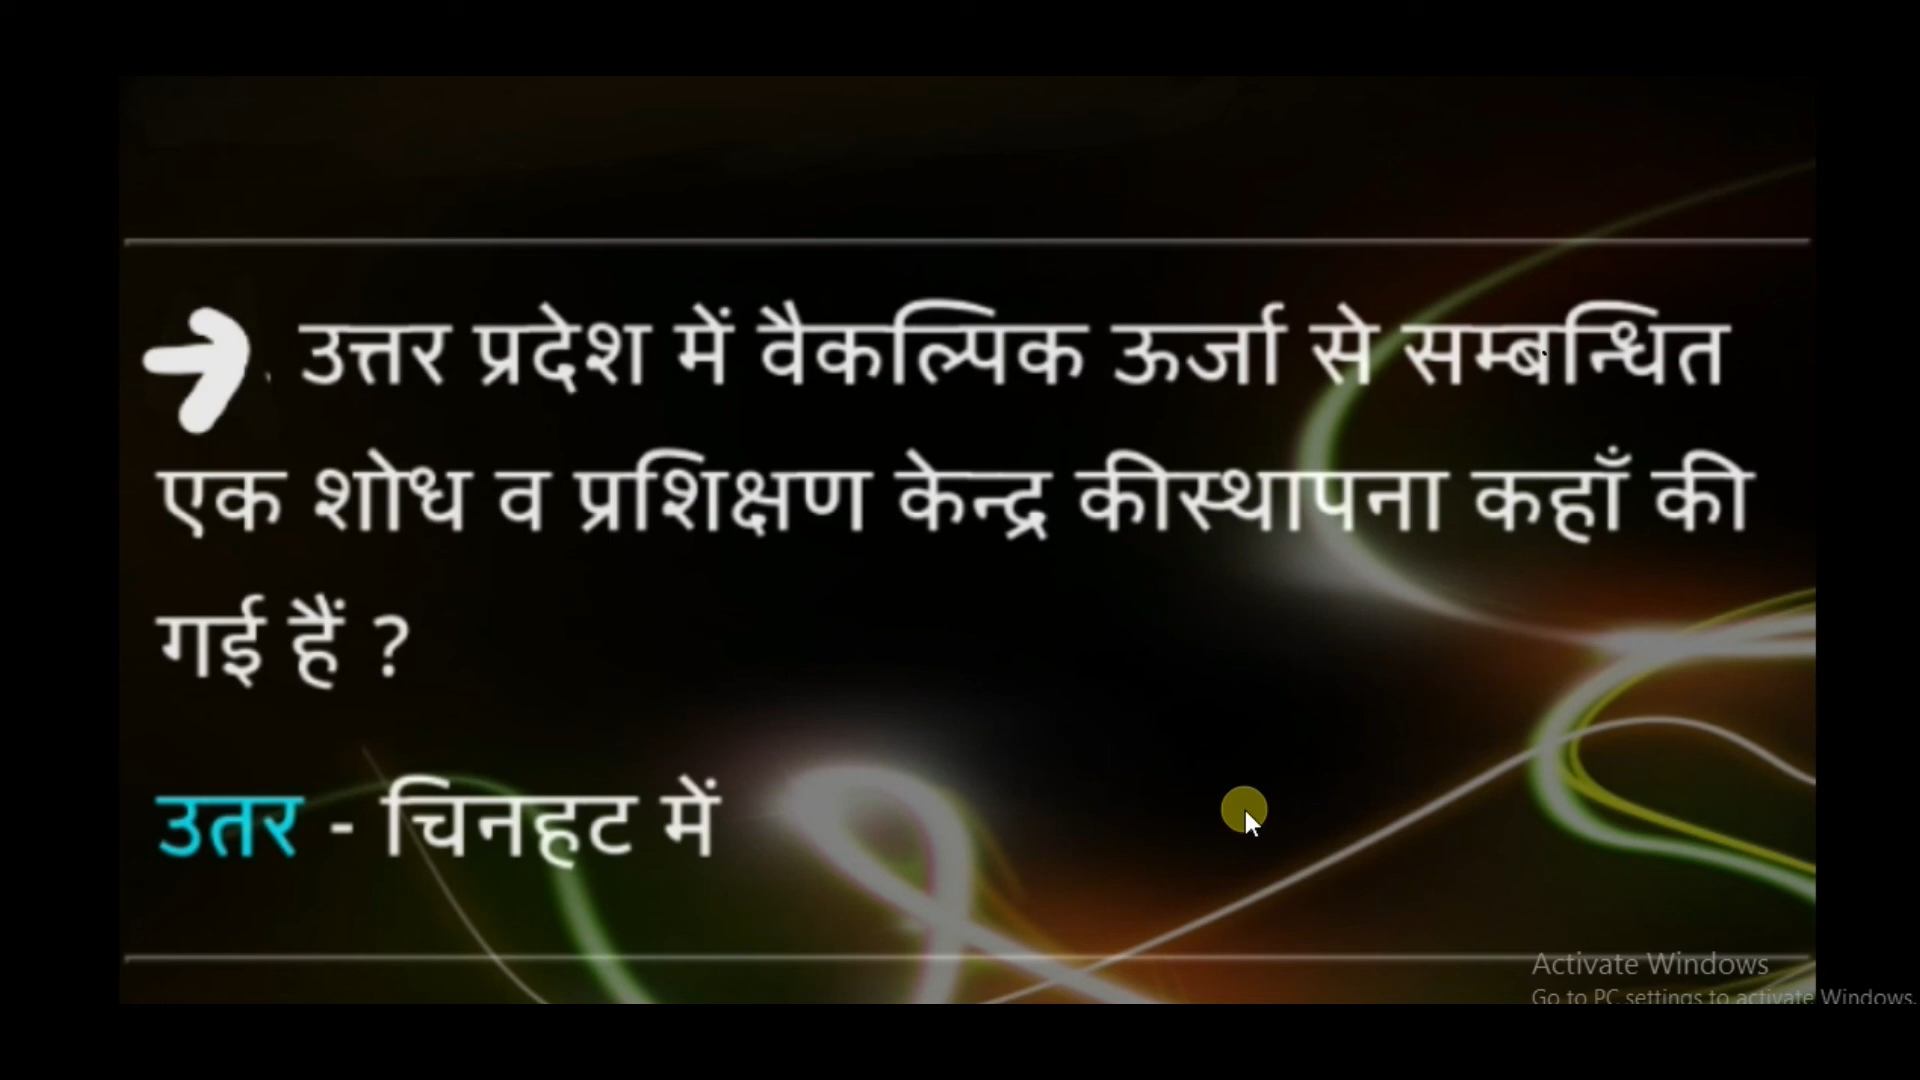 उत्तर प्रदेश में वैकल्पिक ऊर्जा से सम्बन्धित
एक शोध व प्रशिक्षण केन्द्र कीस्थापना कहाँ की
गई हैं ?
उतर - चिनहट में
Activate Windows
Go to PC settings to activate Windows.